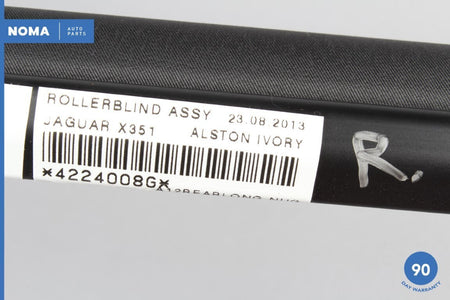 NOMA
AUTO
PARTS
ROLLERBLIND ASSY 23.08.2013
JAGUAR X351 ALSTON IVORY
*4224008G*
R.
90
DAY WARRANTY